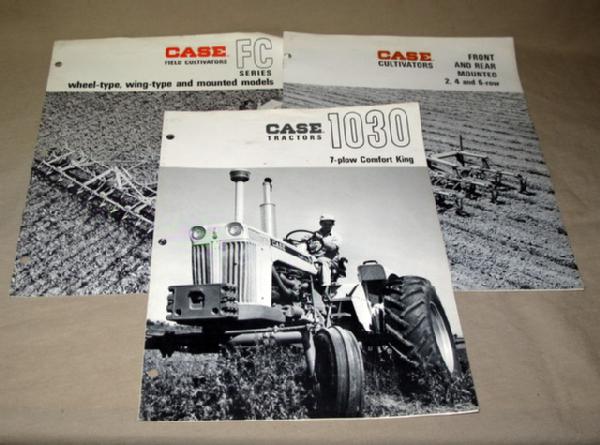 CASE
FIELD CULTIVATORS
FC
SERIES
wheel-type, wing-type and mounted models
CASE
CULTIVATORS
FRONT
AND REAR
MOUNTED
2, 4 and 6-row
CASE
TRACTORS
1030
7-plow Comfort King
CASE